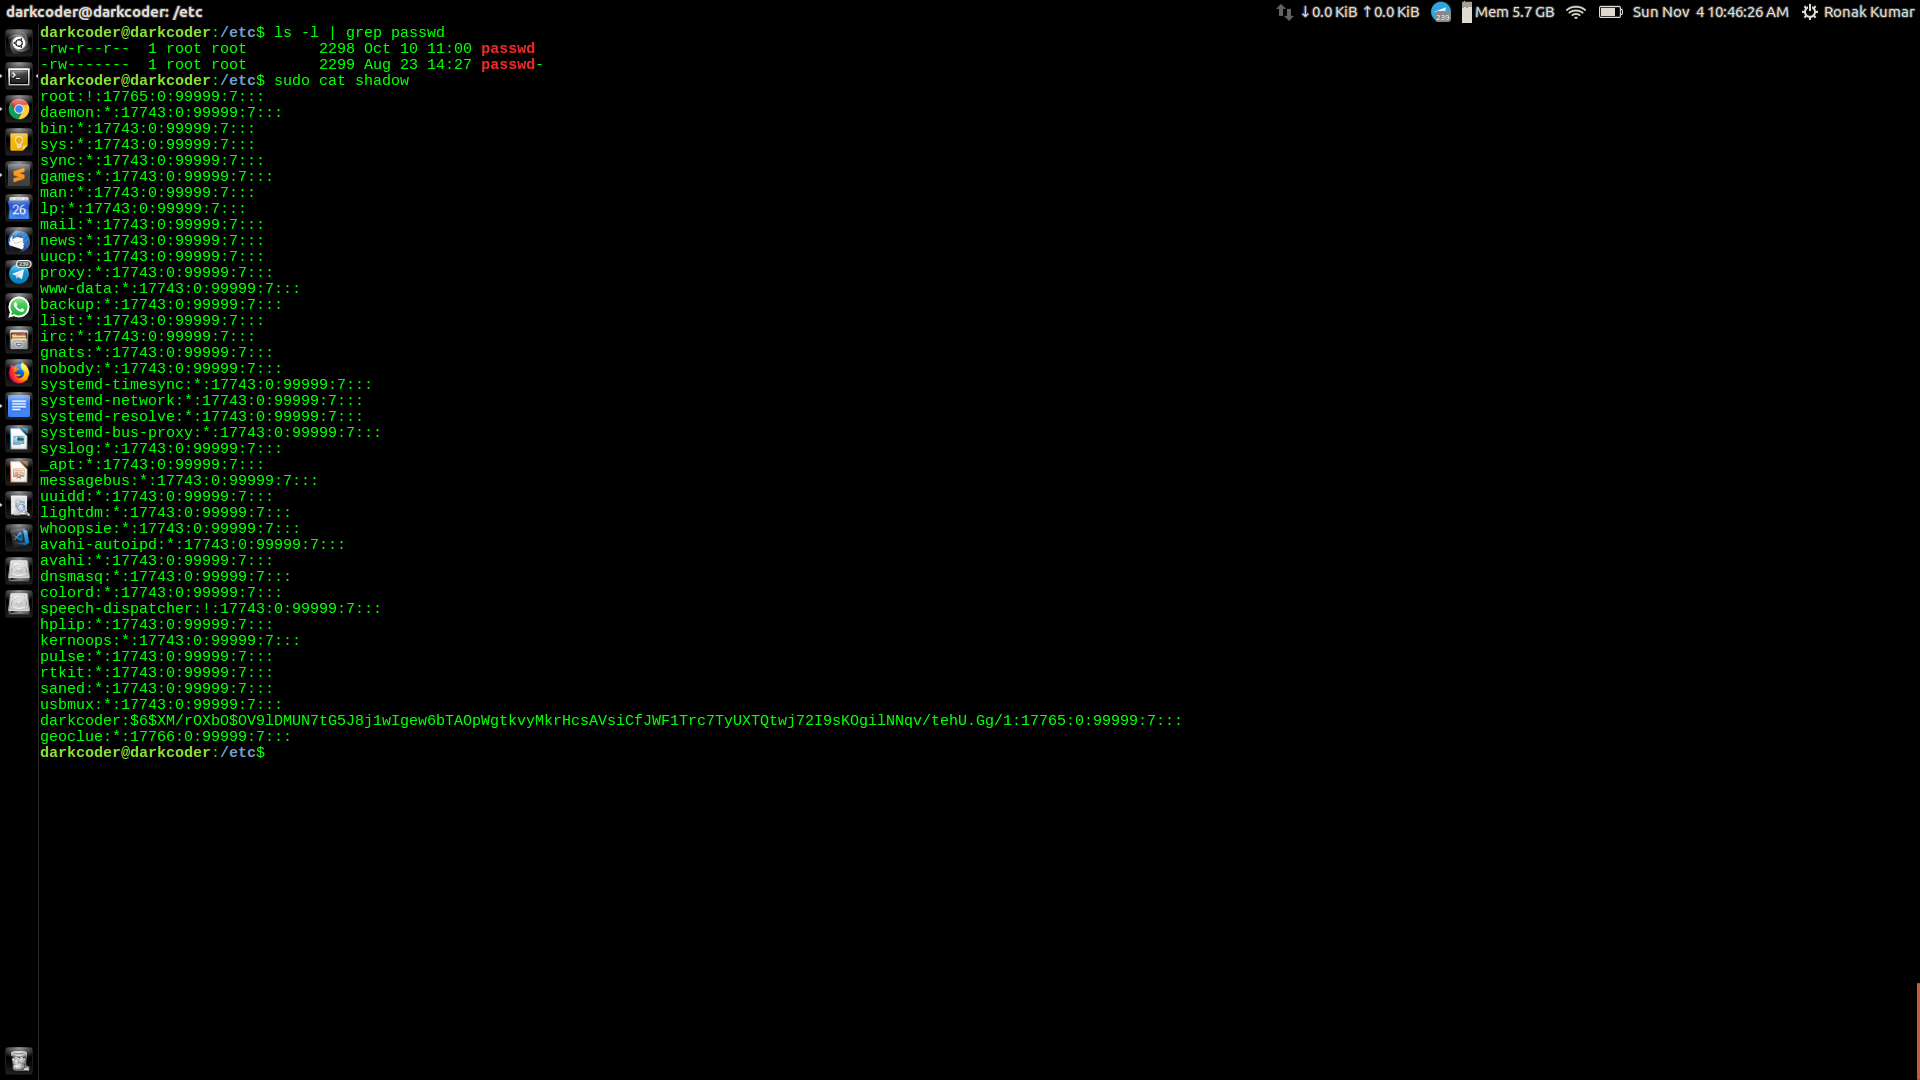 darkcoder@darkcoder: /etc
↓0.0 KiB ↑0.0 KiB 239 Mem 5.7 GB Sun Nov 4 10:46:26 AM Ronak Kumar
darkcoder@darkcoder:/etc$ ls -l | grep passwd
-rw-r--r--  1 root root        2298 Oct 10 11:00 passwd
-rw-------  1 root root        2299 Aug 23 14:27 passwd-
darkcoder@darkcoder:/etc$ sudo cat shadow
root:!:17765:0:99999:7:::
daemon:*:17743:0:99999:7:::
bin:*:17743:0:99999:7:::
sys:*:17743:0:99999:7:::
sync:*:17743:0:99999:7:::
games:*:17743:0:99999:7:::
man:*:17743:0:99999:7:::
lp:*:17743:0:99999:7:::
mail:*:17743:0:99999:7:::
news:*:17743:0:99999:7:::
uucp:*:17743:0:99999:7:::
proxy:*:17743:0:99999:7:::
www-data:*:17743:0:99999:7:::
backup:*:17743:0:99999:7:::
list:*:17743:0:99999:7:::
irc:*:17743:0:99999:7:::
gnats:*:17743:0:99999:7:::
nobody:*:17743:0:99999:7:::
systemd-timesync:*:17743:0:99999:7:::
systemd-network:*:17743:0:99999:7:::
systemd-resolve:*:17743:0:99999:7:::
systemd-bus-proxy:*:17743:0:99999:7:::
syslog:*:17743:0:99999:7:::
_apt:*:17743:0:99999:7:::
messagebus:*:17743:0:99999:7:::
uuidd:*:17743:0:99999:7:::
lightdm:*:17743:0:99999:7:::
whoopsie:*:17743:0:99999:7:::
avahi-autoipd:*:17743:0:99999:7:::
avahi:*:17743:0:99999:7:::
dnsmasq:*:17743:0:99999:7:::
colord:*:17743:0:99999:7:::
speech-dispatcher:!:17743:0:99999:7:::
hplip:*:17743:0:99999:7:::
kernoops:*:17743:0:99999:7:::
pulse:*:17743:0:99999:7:::
rtkit:*:17743:0:99999:7:::
saned:*:17743:0:99999:7:::
usbmux:*:17743:0:99999:7:::
darkcoder:$6$XM/rOXbO$OV9lDMUN7tG5J8j1wIgew6bTAOpWgtkvyMkrHcsAVsiCfJWF1Trc7TyUXTQtwj72I9sKOgilNNqv/tehU.Gg/1:17765:0:99999:7:::
geoclue:*:17766:0:99999:7:::
darkcoder@darkcoder:/etc$
26
239